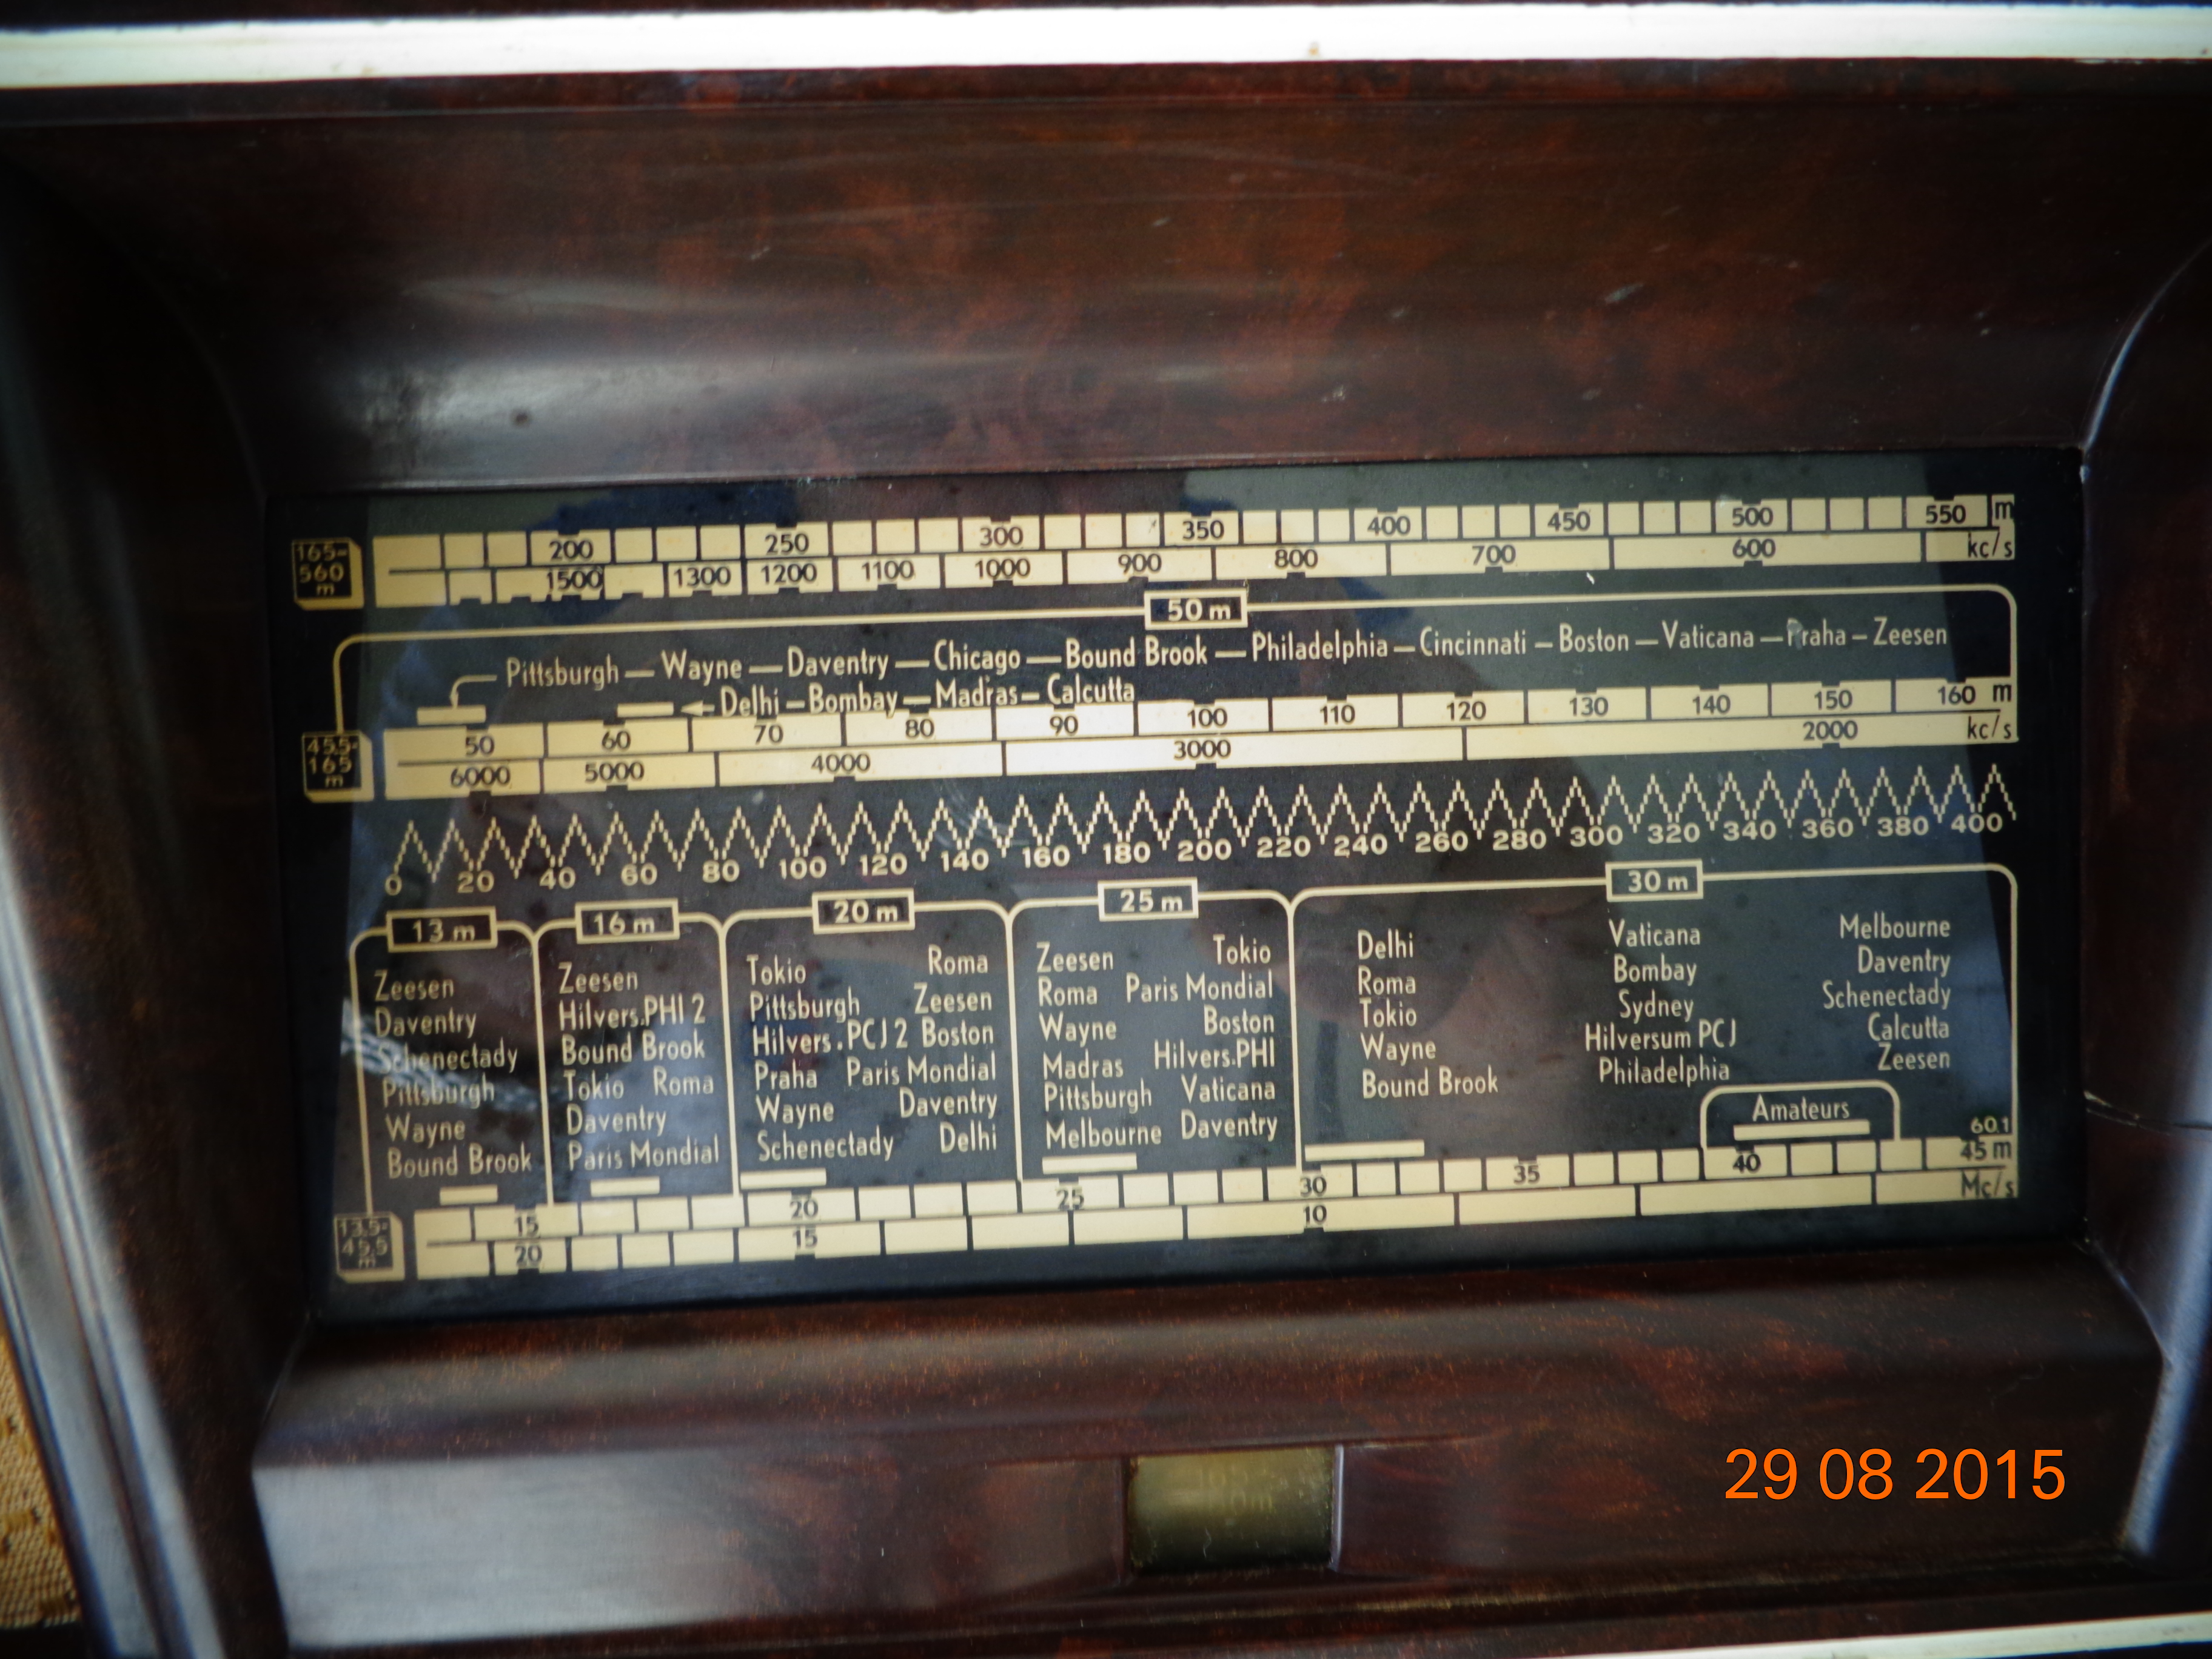 165-
560
m
200 250 300 350 400 450 500 550 m
1500 1300 1200 1100 1000 900 800 700 600 kc/s
50 m
Pittsburgh — Wayne — Daventry — Chicago — Bound Brook — Philadelphia — Cincinnati — Boston — Vaticana — Praha — Zeesen
Delhi — Bombay — Madras — Calcutta
45.5-
165
m
50 60 70 80 90 100 110 120 130 140 150 160 m
6000 5000 4000 3000 2000 kc/s
0 20 40 60 80 100 120 140 160 180 200 220 240 260 280 300 320 340 360 380 400
13 m
Zeesen
Daventry
Schenectady
Pittsburgh
Wayne
Bound Brook
16 m
Zeesen
Hilvers.PHI 2
Bound Brook
Tokio Roma
Daventry
Paris Mondial
20 m
Tokio Roma
Pittsburgh Zeesen
Hilvers.PCJ 2 Boston
Praha Paris Mondial
Wayne Daventry
Schenectady Delhi
25 m
Zeesen Tokio
Roma Paris Mondial
Wayne Boston
Madras Hilvers.PHI
Pittsburgh Vaticana
Melbourne Daventry
30 m
Delhi Vaticana Melbourne
Roma Bombay Daventry
Tokio Sydney Schenectady
Wayne Hilversum PCJ Calcutta
Bound Brook Philadelphia Zeesen
Amateurs
601
13.5-
45.5
m
15 20 25 30 35 40 45 m
20 15 10 Mc/s
29 08 2015